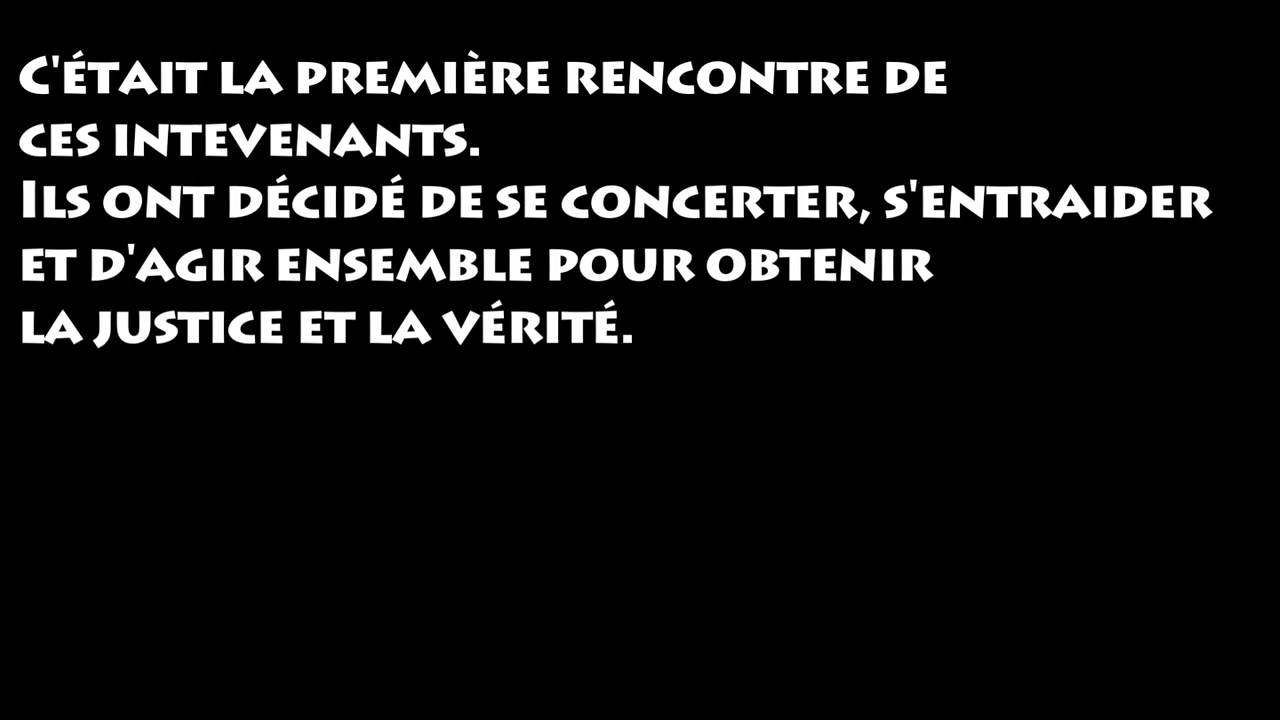 C'était la première rencontre de
ces intevenants.
Ils ont décidé de se concerter, s'entraider
et d'agir ensemble pour obtenir
la justice et la vérité.